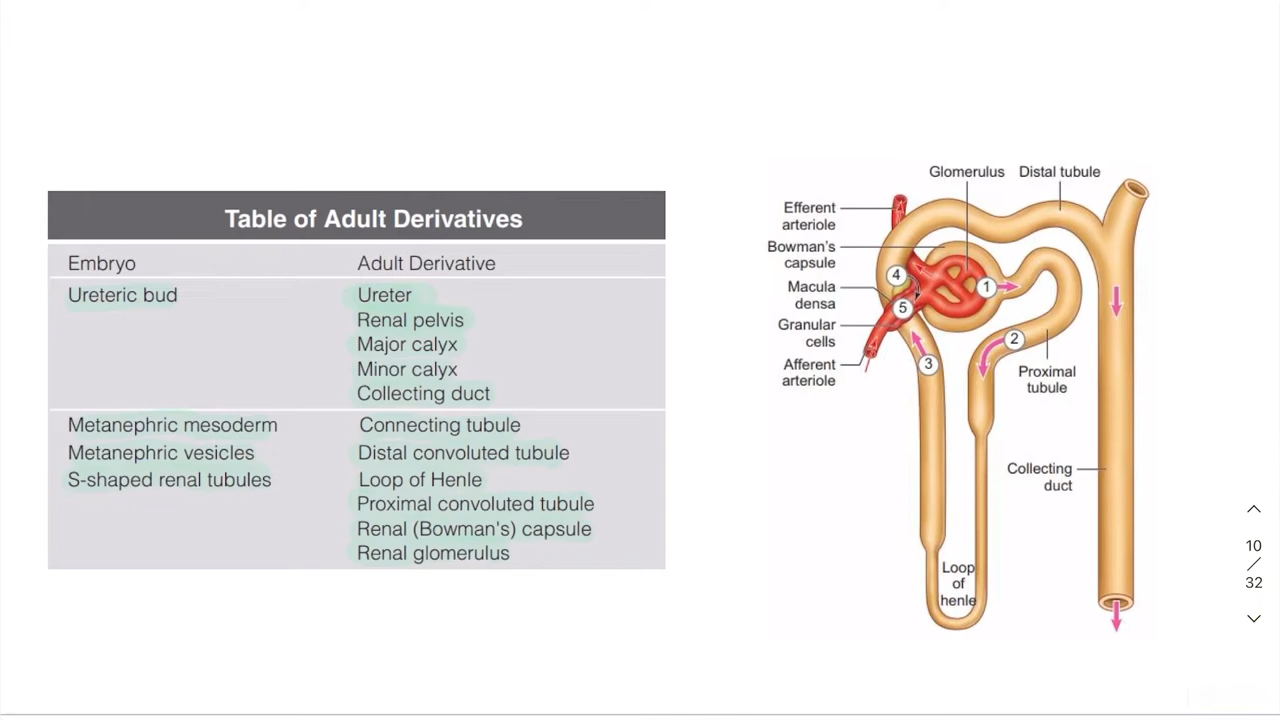 Table of Adult Derivatives
Embryo Adult Derivative
Ureteric bud Ureter
Renal pelvis
Major calyx
Minor calyx
Collecting duct
Metanephric mesoderm Connecting tubule
Metanephric vesicles Distal convoluted tubule
S-shaped renal tubules Loop of Henle
Proximal convoluted tubule
Renal (Bowman's) capsule
Renal glomerulus
Glomerulus Distal tubule
Efferent
arteriole
Bowman's
capsule
Macula
densa
Granular
cells
Afferent
arteriole
4
1
5
2
3
Proximal
tubule
Collecting
duct
Loop
of
henle
10
/
32